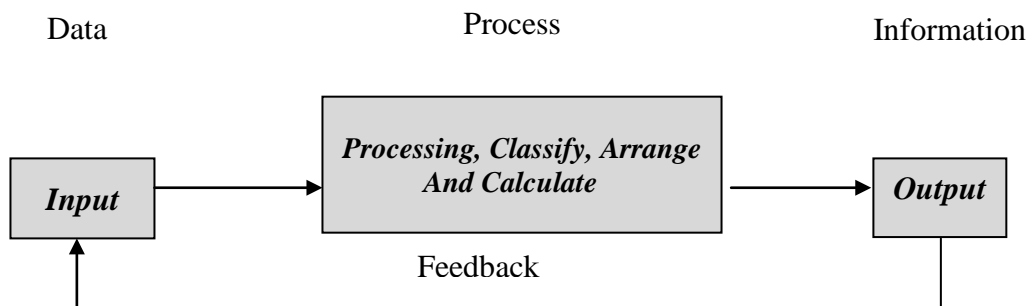 Data
Process
Information
Processing, Classify, Arrange
And Calculate
Input
Output
Feedback